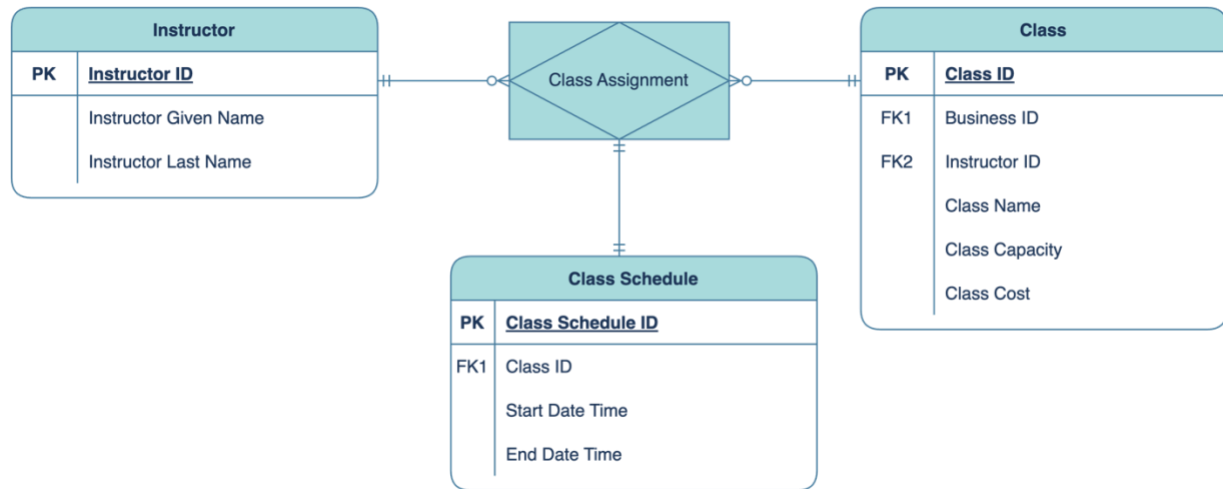 Instructor
PK Instructor ID
Instructor Given Name
Instructor Last Name
Class Assignment
Class
PK Class ID
FK1 Business ID
FK2 Instructor ID
Class Name
Class Capacity
Class Cost
Class Schedule
PK Class Schedule ID
FK1 Class ID
Start Date Time
End Date Time